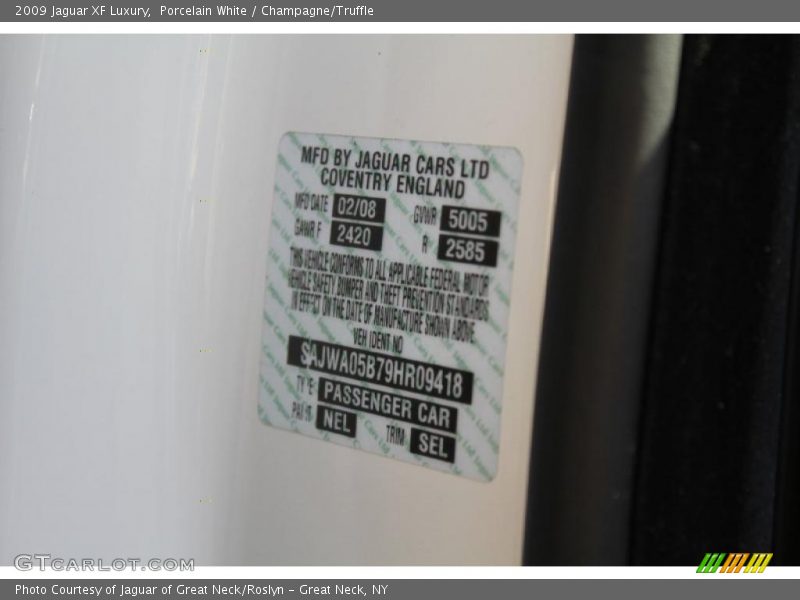 2009 Jaguar XF Luxury,  Porcelain White / Champagne/Truffle
MFD BY JAGUAR CARS LTD
COVENTRY ENGLAND
MFD DATE 02/08 GVWR 5005
GAWR F 2420 R 2585
THIS VEHICLE CONFORMS TO ALL APPLICABLE FEDERAL MOTOR
VEHICLE SAFETY BUMPER AND THEFT PREVENTION STANDARDS
IN EFFECT ON THE DATE OF MANUFACTURE SHOWN ABOVE
VEH IDENT NO
SAJWA05B79HR09418
TYPE PASSENGER CAR
PAINT NEL TRIM SEL
GTCARLOT.COM
Photo Courtesy of Jaguar of Great Neck/Roslyn – Great Neck, NY